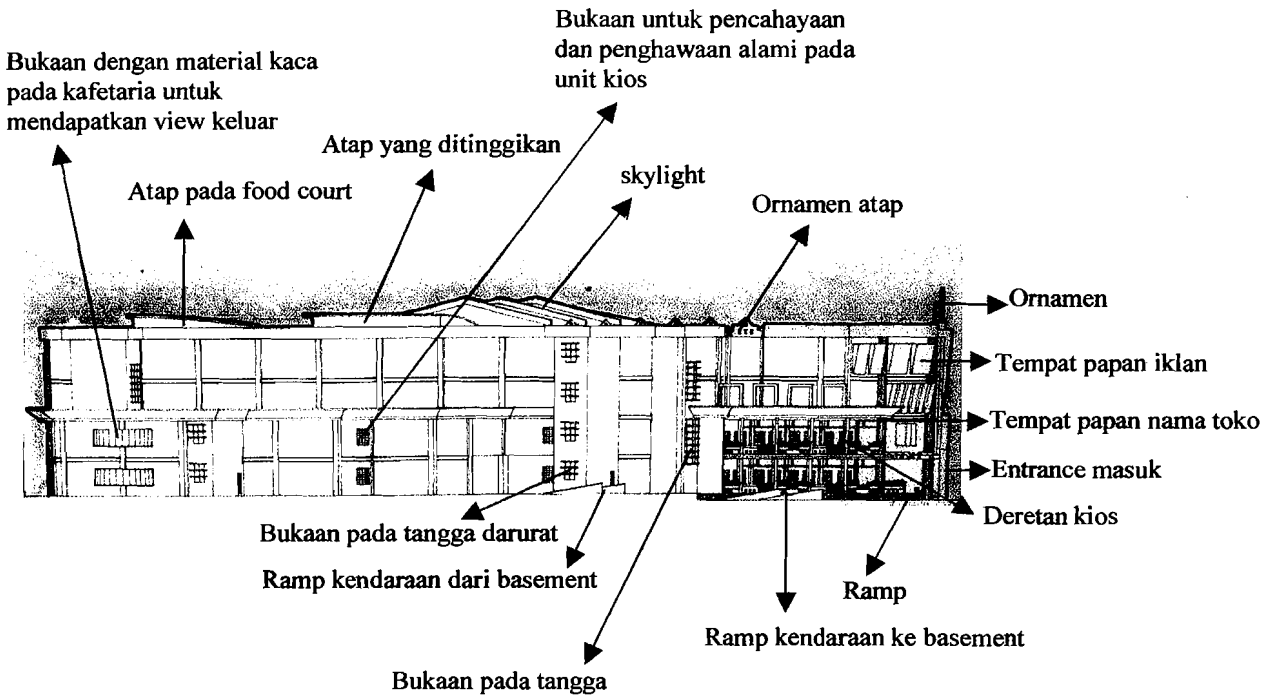 Bukaan untuk pencahayaan
dan penghawaan alami pada
unit kios
Bukaan dengan material kaca
pada kafetaria untuk
mendapatkan view keluar
Atap yang ditinggikan
Atap pada food court
skylight
Ornamen atap
Ornamen
Tempat papan iklan
Tempat papan nama toko
Entrance masuk
Deretan kios
Bukaan pada tangga darurat
Ramp kendaraan dari basement
Ramp
Ramp kendaraan ke basement
Bukaan pada tangga